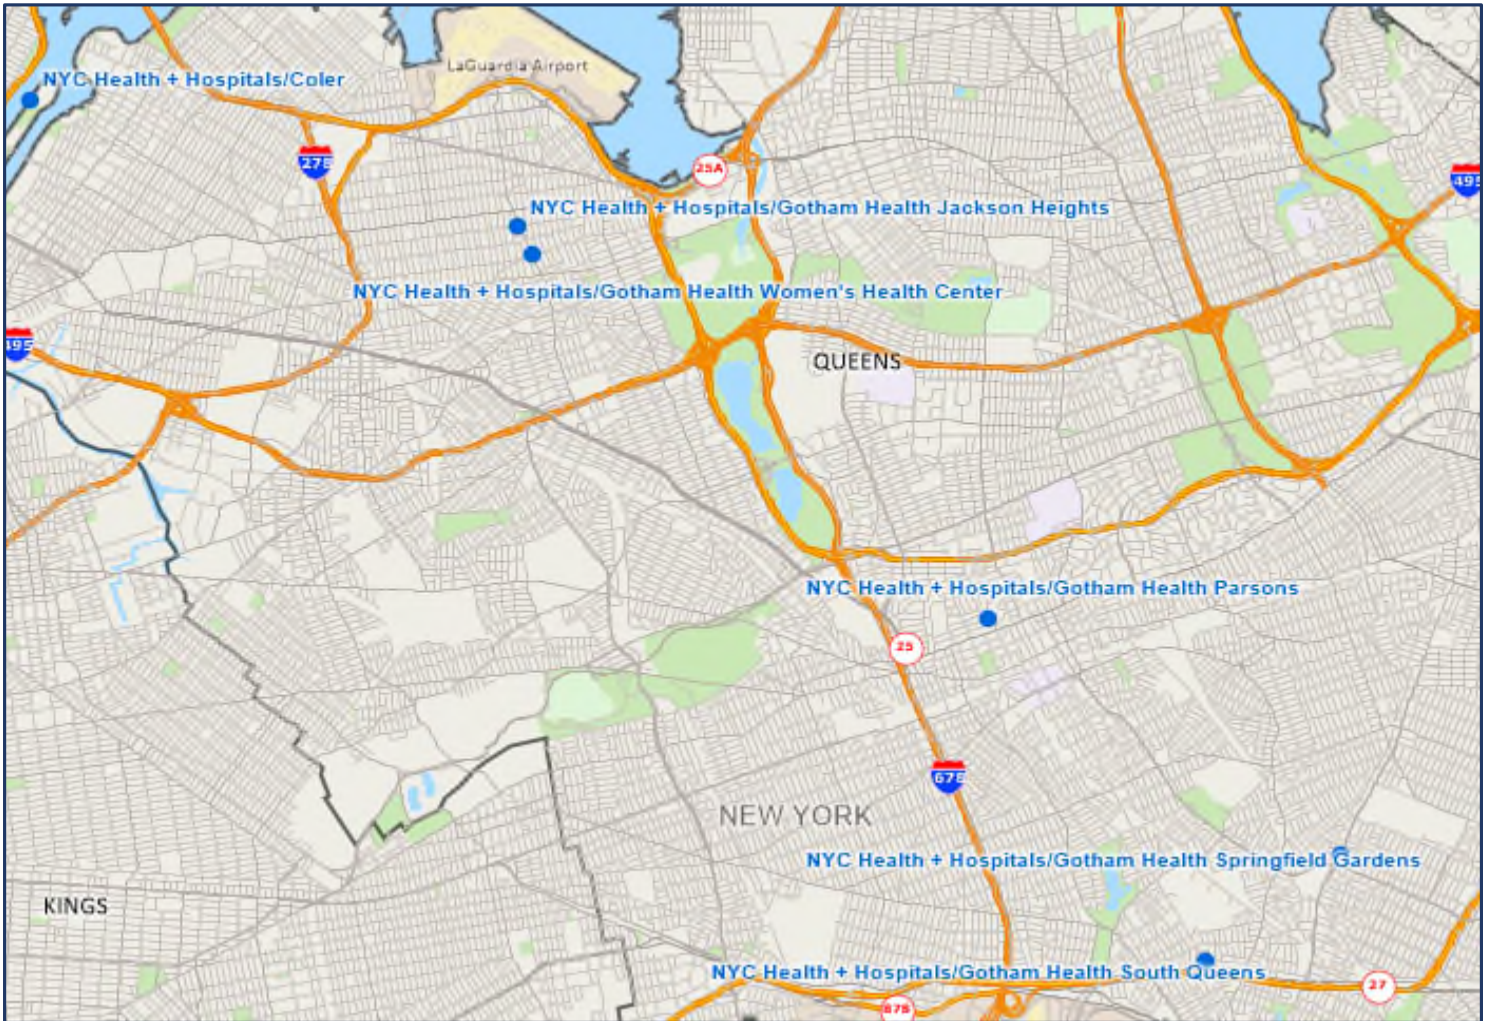 LaGuardia Airport
NYC Health + Hospitals/Coler
278
25A
495
NYC Health + Hospitals/Gotham Health Jackson Heights
NYC Health + Hospitals/Gotham Health Women's Health Center
495
QUEENS
NYC Health + Hospitals/Gotham Health Parsons
25
678
NEW YORK
NYC Health + Hospitals/Gotham Health Springfield Gardens
KINGS
NYC Health + Hospitals/Gotham Health South Queens
27
878